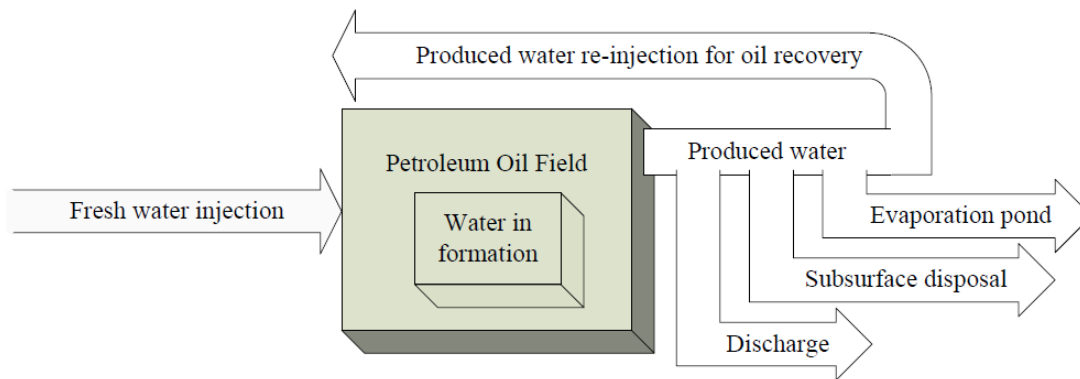 Produced water re-injection for oil recovery
Petroleum Oil Field
Produced water
Fresh water injection
Water in
formation
Evaporation pond
Subsurface disposal
Discharge